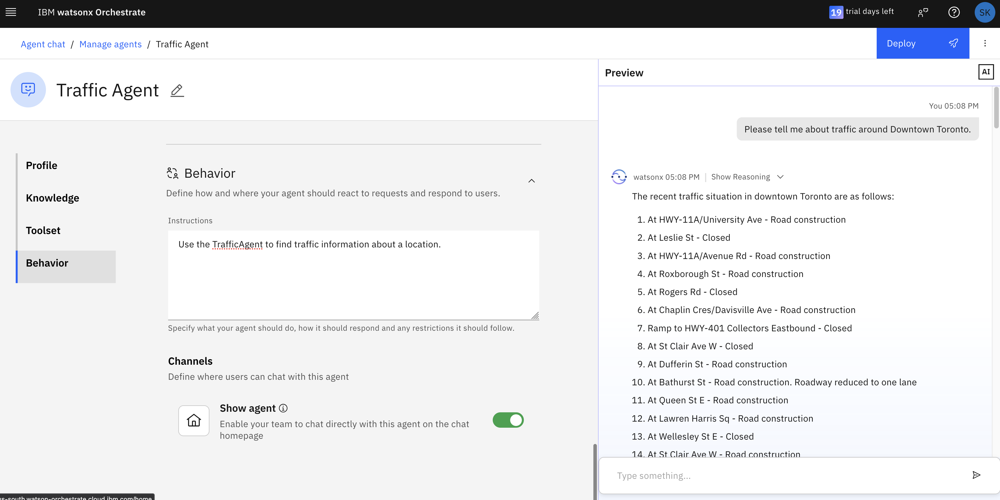 IBM watsonx Orchestrate
19 trial days left
SK
Agent chat / Manage agents / Traffic Agent
Deploy
Traffic Agent
Profile
Knowledge
Toolset
Behavior
Behavior
Define how and where your agent should react to requests and respond to users.
Instructions
Use the TrafficAgent to find traffic information about a location.
Specify what your agent should do, how it should respond and any restrictions it should follow.
Channels
Define where users can chat with this agent
Show agent
Enable your team to chat directly with this agent on the chat
homepage
Preview
AI
You 05:08 PM
Please tell me about traffic around Downtown Toronto.
watsonx 05:08 PM | Show Reasoning
The recent traffic situation in downtown Toronto are as follows:
1. At HWY-11A/University Ave - Road construction
2. At Leslie St - Closed
3. At HWY-11A/Avenue Rd - Road construction
4. At Roxborough St - Road construction
5. At Rogers Rd - Closed
6. At Chaplin Cres/Davisville Ave - Road construction
7. Ramp to HWY-401 Collectors Eastbound - Closed
8. At St Clair Ave W - Closed
9. At Dufferin St - Road construction
10. At Bathurst St - Road construction. Roadway reduced to one lane
11. At Queen St E - Road construction
12. At Lawren Harris Sq - Road construction
13. At Wellesley St E - Closed
14. At St Clair Ave W - Road construction
Type something...
us-south.watson-orchestrate.cloud.ibm.com/home